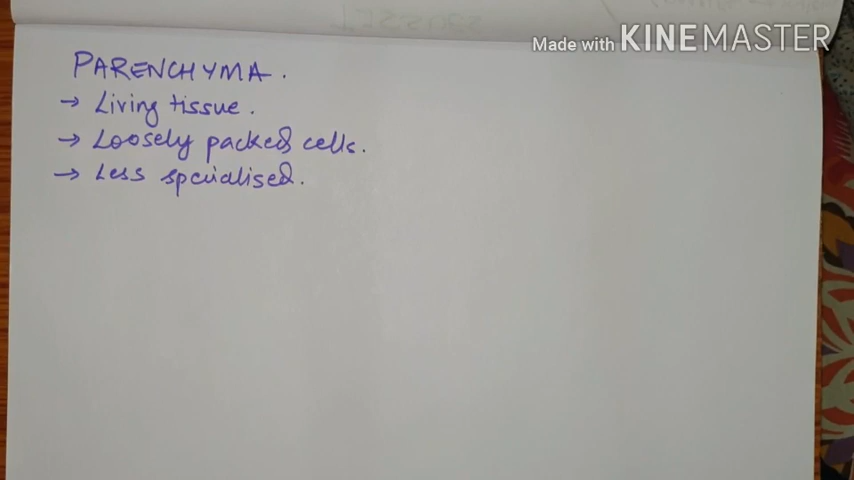 Made with KINEMASTER
PARENCHYMA.
→ Living tissue.
→ Loosely packed cells.
→ Less specialised.